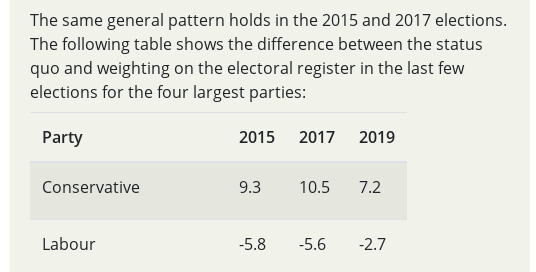 The same general pattern holds in the 2015 and 2017 elections.
The following table shows the difference between the status
quo and weighting on the electoral register in the last few
elections for the four largest parties:
Party 2015 2017 2019
Conservative 9.3 10.5 7.2
Labour -5.8 -5.6 -2.7